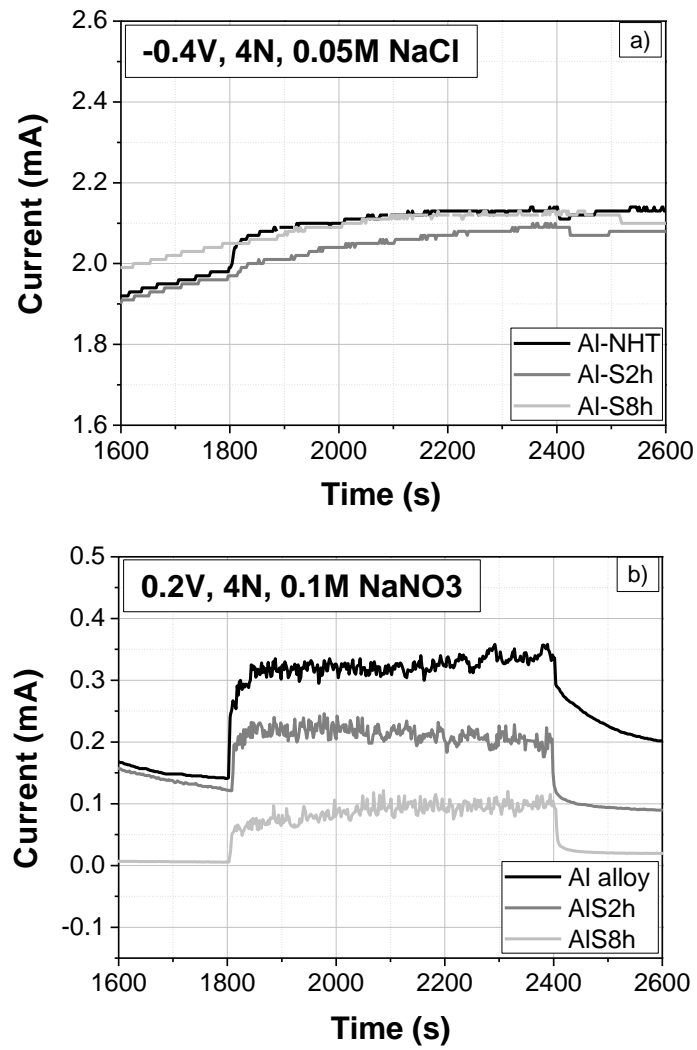 -0.4V, 4N, 0.05M NaCl
a)
2.6
2.4
2.2
2.0
1.8
1.6
Current (mA)
Al-NHT
Al-S2h
Al-S8h
1600 1800 2000 2200 2400 2600
Time (s)
0.2V, 4N, 0.1M NaNO3
b)
0.5
0.4
0.3
0.2
0.1
0.0
-0.1
Current (mA)
Al alloy
AlS2h
AlS8h
1600 1800 2000 2200 2400 2600
Time (s)